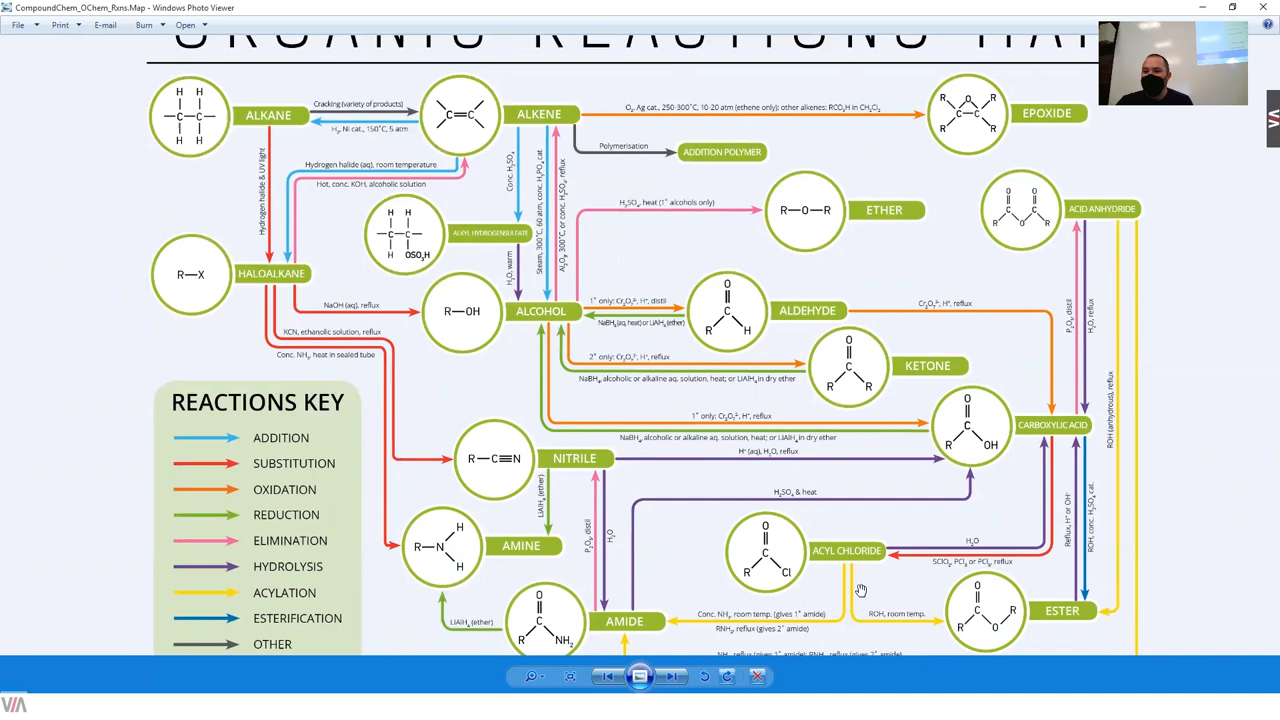 CompoundChem_OChem_Rxns.Map - Windows Photo Viewer
File Print E-mail Burn Open
ORGANIC REACTIONS MAP
ALKANE
Cracking (variety of products)
H₂, Ni cat., 150˚C, 5 atm
ALKENE
O₂, Ag cat., 250-300˚C, 10-20 atm (ethene only); other alkenes: RCO₃H in CH₂Cl₂
EPOXIDE
Polymerisation
ADDITION POLYMER
Hydrogen halide (aq), room temperature
Hot, conc. KOH, alcoholic solution
Hydrogen halide & UV light
Conc. H₂SO₄
Steam, 300˚C, 60 atm, conc. H₃PO₄ cat.
Al₂O₃, 300˚C or conc. H₂SO₄, reflux
H₂SO₄, heat (1˚ alcohols only)
R—O—R
ETHER
ACID ANHYDRIDE
ALKYL HYDROGENSULFATE
OSO₃H
H₂O, warm
R—X
HALOALKANE
NaOH (aq), reflux
R—OH
ALCOHOL
1˚ only: Cr₂O₇²⁻, H⁺, distil
NaBH₄ (aq, heat) or LiAlH₄ (ether)
ALDEHYDE
Cr₂O₇²⁻, H⁺, reflux
P₂O₅, distil
H₂O, reflux
KCN, ethanolic solution, reflux
Conc. NH₃, heat in sealed tube
2˚ only: Cr₂O₇²⁻, H⁺, reflux
NaBH₄, alcoholic or alkaline aq. solution, heat; or LiAlH₄ in dry ether
KETONE
ROH (anhydrous), reflux
1˚ only: Cr₂O₇²⁻, H⁺, reflux
NaBH₄ alcoholic or alkaline aq. solution, heat; or LiAlH₄ in dry ether
CARBOXYLIC ACID
REACTIONS KEY
ADDITION
SUBSTITUTION
OXIDATION
REDUCTION
ELIMINATION
HYDROLYSIS
ACYLATION
ESTERIFICATION
OTHER
R—C≡N
NITRILE
H⁺ (aq), H₂O, reflux
LiAlH₄ (ether)
H₂SO₄ & heat
P₂O₅, distil
H₂O
AMINE
ACYL CHLORIDE
H₂O
SClO₂, PCl₃ or PCl₅, reflux
Reflux, H⁺ or OH⁻
ROH, conc. H₂SO₄ cat.
LiAlH₄ (ether)
AMIDE
Conc. NH₃, room temp. (gives 1˚ amide)
RNH₂, reflux (gives 2˚ amide)
ROH, room temp.
ESTER
VIA